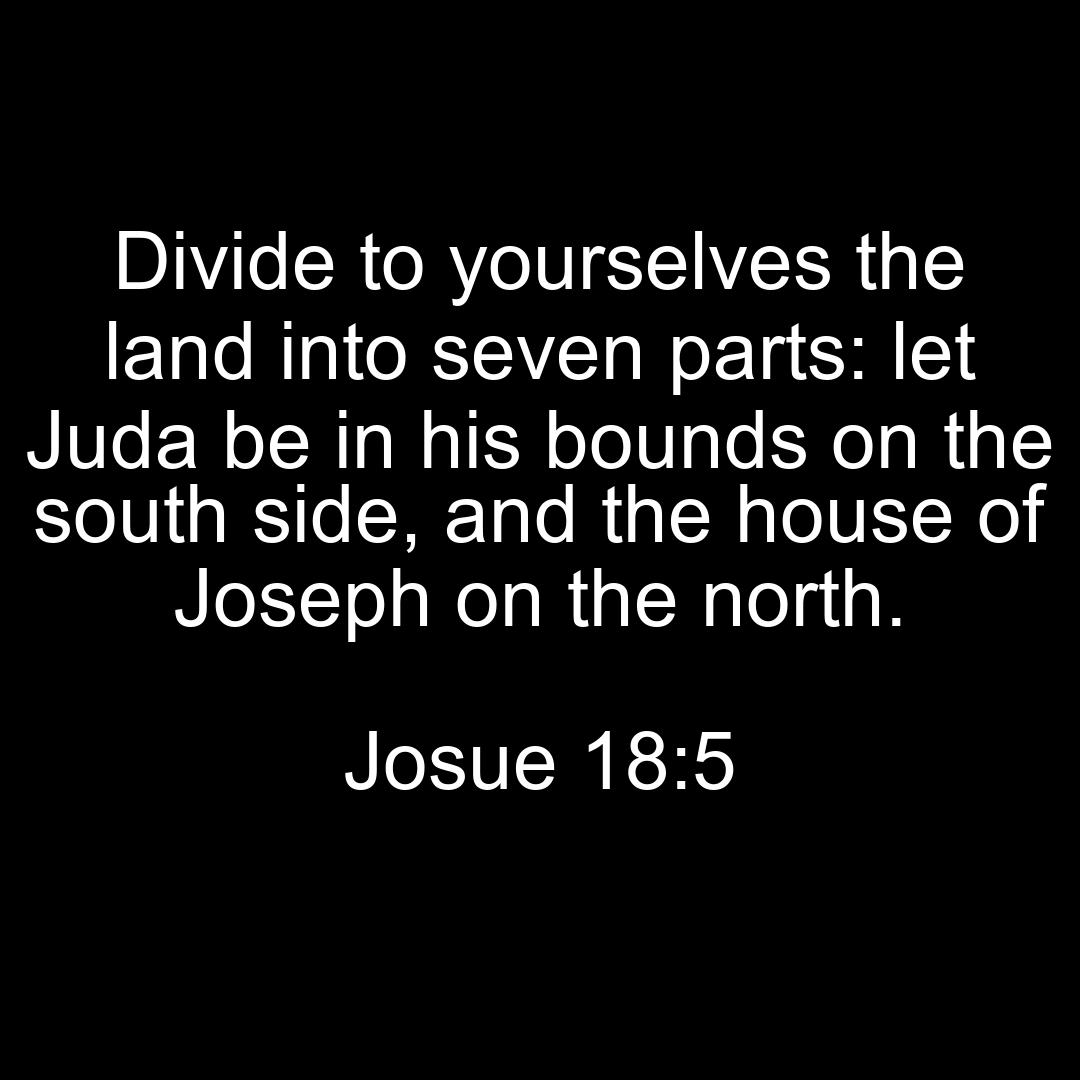 Divide to yourselves the
land into seven parts: let
Juda be in his bounds on the
south side, and the house of
Joseph on the north.
Josue 18:5